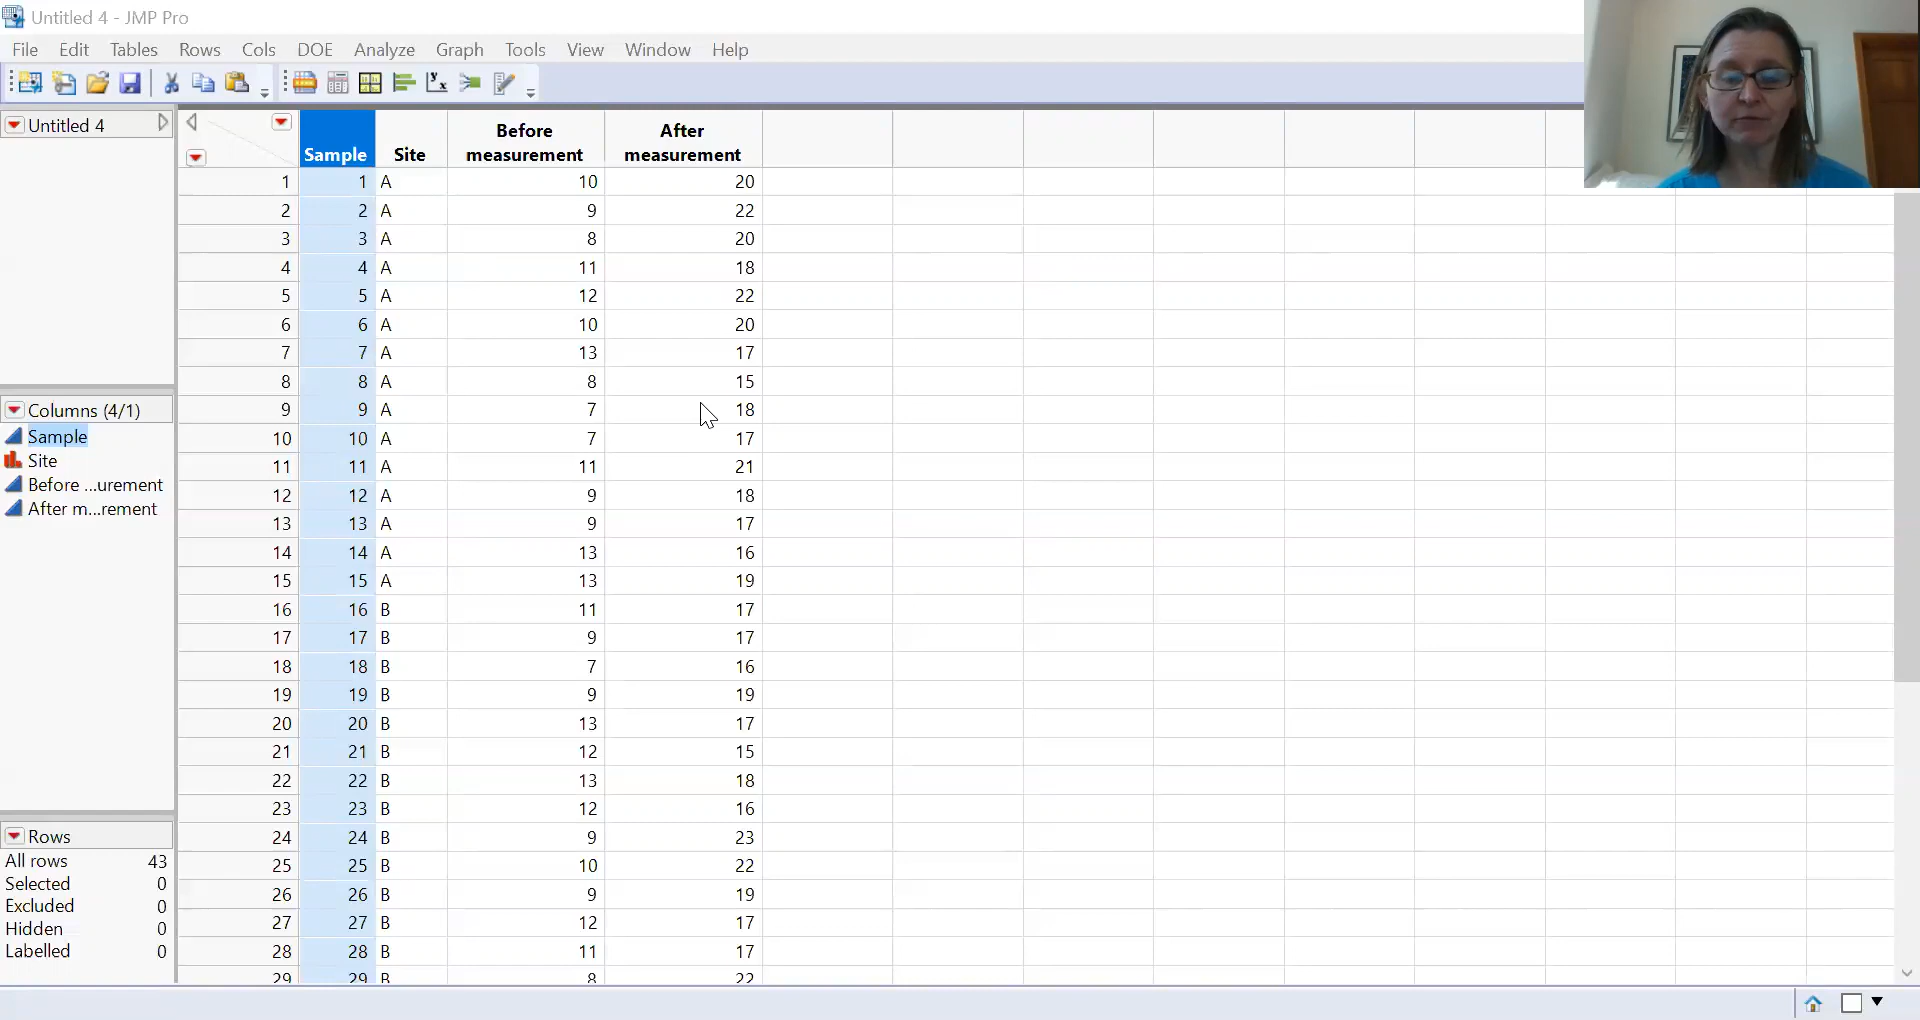 Untitled 4 - JMP Pro
File Edit Tables Rows Cols DOE Analyze Graph Tools View Window Help
Untitled 4
Columns (4/1)
Sample
Site
Before ...urement
After m...rement
Rows
All rows 43
Selected 0
Excluded 0
Hidden 0
Labelled 0
Sample Site Before measurement After measurement
1 1 A 10 20
2 2 A 9 22
3 3 A 8 20
4 4 A 11 18
5 5 A 12 22
6 6 A 10 20
7 7 A 13 17
8 8 A 8 15
9 9 A 7 18
10 10 A 7 17
11 11 A 11 21
12 12 A 9 18
13 13 A 9 17
14 14 A 13 16
15 15 A 13 19
16 16 B 11 17
17 17 B 9 17
18 18 B 7 16
19 19 B 9 19
20 20 B 13 17
21 21 B 12 15
22 22 B 13 18
23 23 B 12 16
24 24 B 9 23
25 25 B 10 22
26 26 B 9 19
27 27 B 12 17
28 28 B 11 17
29 29 B 8 22